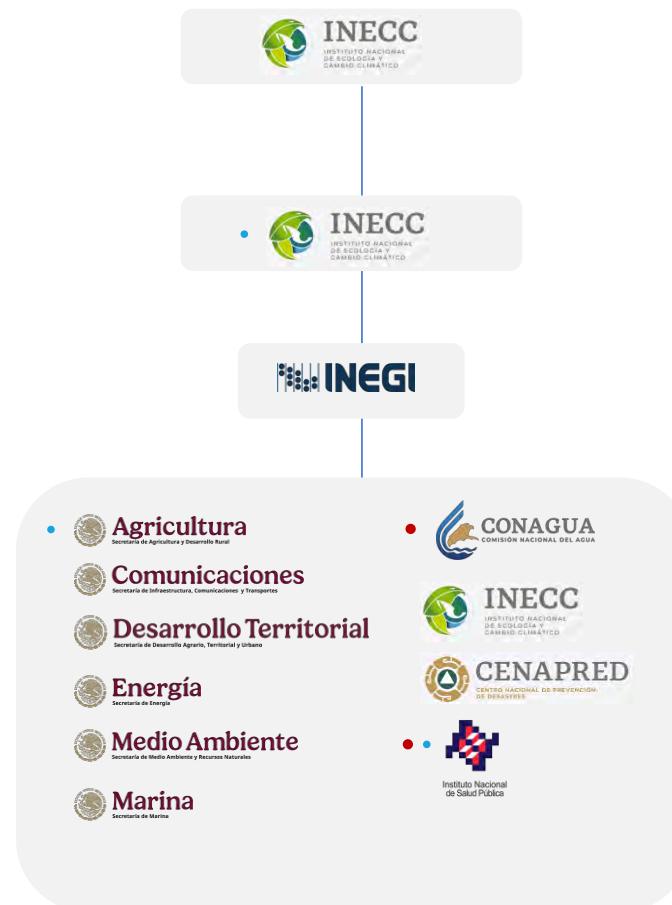 INECC
INSTITUTO NACIONAL
DE ECOLOGÍA Y
CAMBIO CLIMÁTICO
INECC
INSTITUTO NACIONAL
DE ECOLOGÍA Y
CAMBIO CLIMÁTICO
INEGI
Agricultura
Secretaría de Agricultura y Desarrollo Rural
Comunicaciones
Secretaría de Infraestructura, Comunicaciones y Transportes
Desarrollo Territorial
Secretaría de Desarrollo Agrario, Territorial y Urbano
Energía
Secretaría de Energía
Medio Ambiente
Secretaría de Medio Ambiente y Recursos Naturales
Marina
Secretaría de Marina
CONAGUA
COMISIÓN NACIONAL DEL AGUA
INECC
INSTITUTO NACIONAL
DE ECOLOGÍA Y
CAMBIO CLIMÁTICO
CENAPRED
CENTRO NACIONAL DE PREVENCIÓN
DE DESASTRES
Instituto Nacional
de Salud Pública